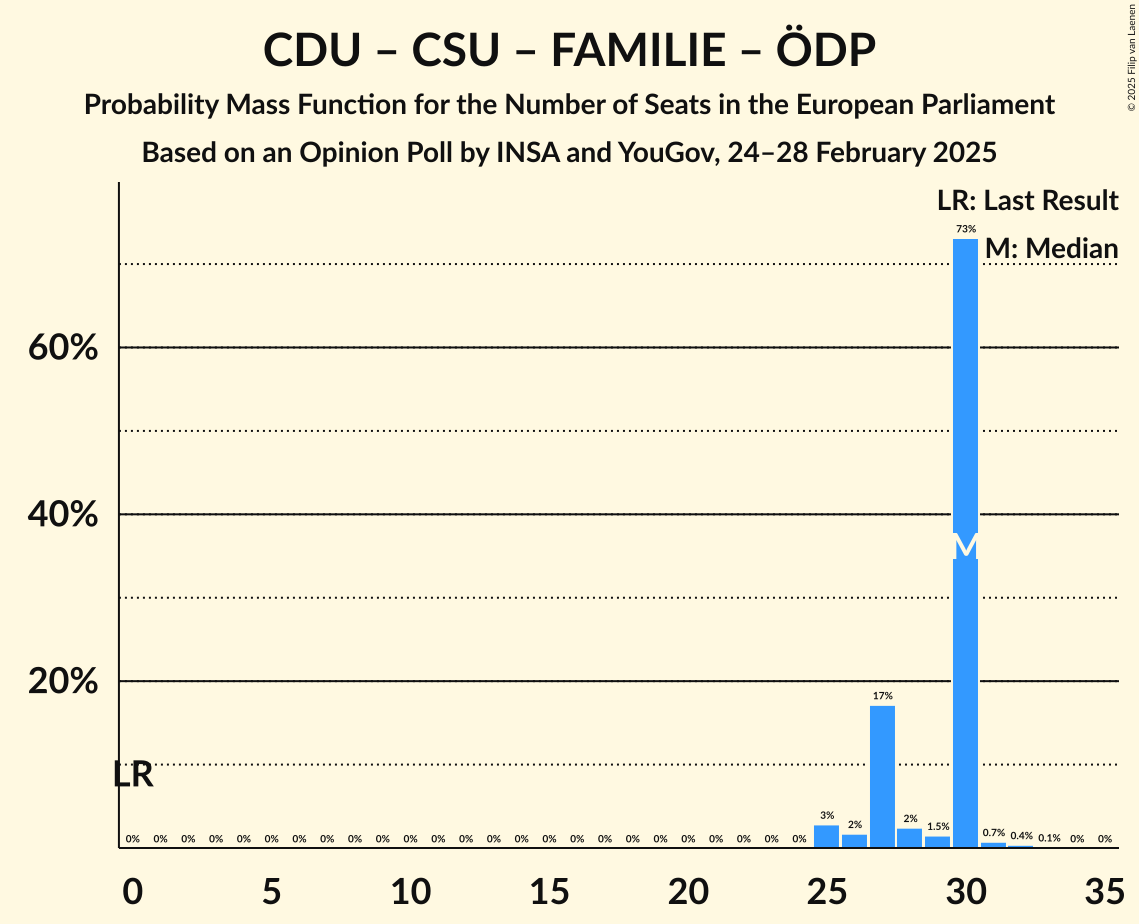 CDU – CSU – FAMILIE – ÖDP
Probability Mass Function for the Number of Seats in the European Parliament
Based on an Opinion Poll by INSA and YouGov, 24–28 February 2025
© 2025 Filip van Laenen
LR: Last Result
M: Median
73%
60%
40%
M
20%
17%
LR
0% 0% 0% 0% 0% 0% 0% 0% 0% 0% 0% 0% 0% 0% 0% 0% 0% 0% 0% 0% 0% 0% 0% 0% 0% 3% 2% 2% 1.5% 0.7% 0.4% 0.1% 0% 0%
0 5 10 15 20 25 30 35